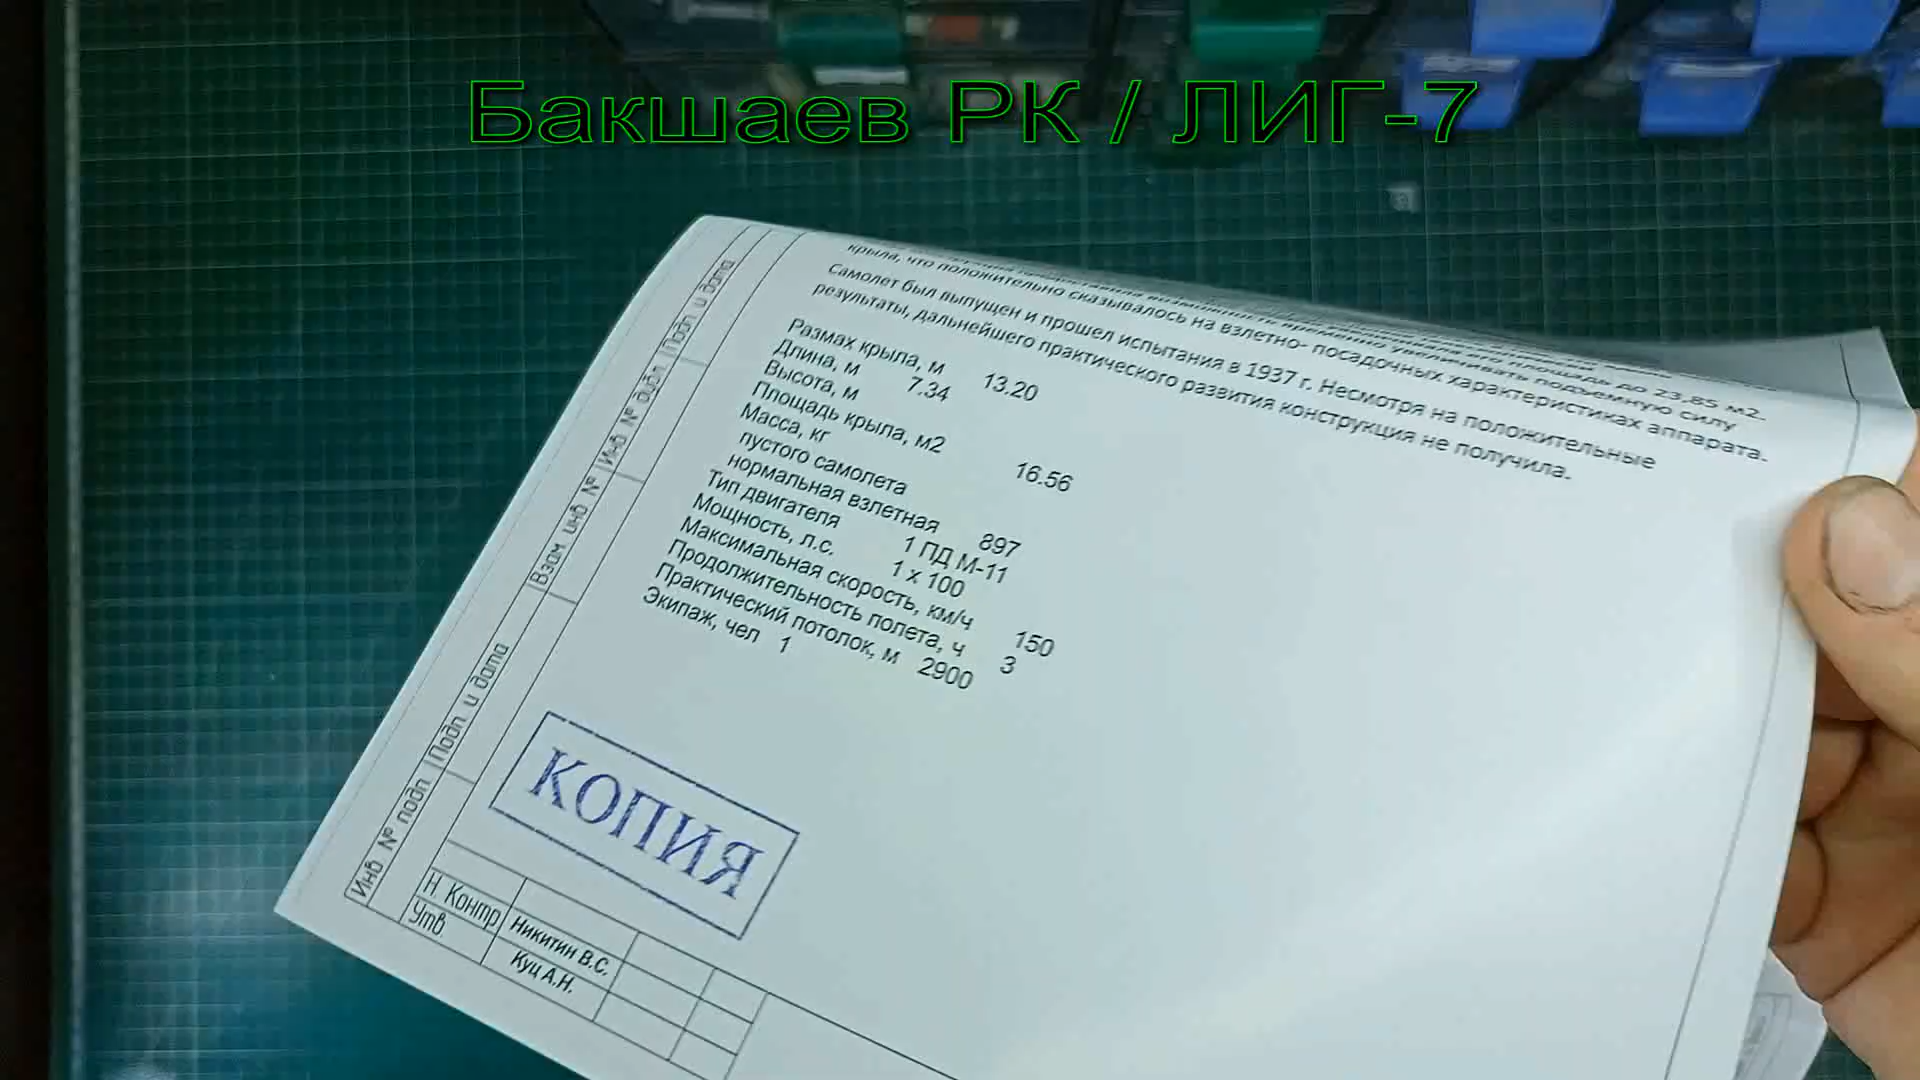 Бакшаев РК / ЛИГ-7
крыла, что положительно сказывалось на взлетно- посадочных характеристиках аппарата.
Самолет был выпущен и прошел испытания в 1937 г. Несмотря на положительные
результаты, дальнейшего практического развития конструкция не получила.
Размах крыла, м 13.20
Длина, м 7.34
Высота, м
Площадь крыла, м2 16.56
Масса, кг
пустого самолета
нормальная взлетная 897
Тип двигателя 1 ПД М-11
Мощность, л.с. 1 х 100
Максимальная скорость, км/ч 150
Продолжительность полета, ч 3
Практический потолок, м 2900
Экипаж, чел 1
КОПИЯ
Инв № подп Подп и дата Взам инв № Инв № дубл Подп и дата
Н. Контр Никитин В.С.
Утв. Куц А.Н.